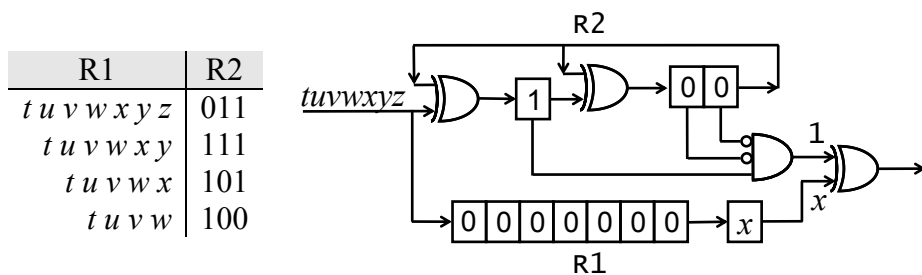 R1 R2
t u v w x y z 011
t u v w x y 111
t u v w x 101
t u v w 100
R2
tuvwxyz
1
0 0
1
x
0 0 0 0 0 0 0
x
R1